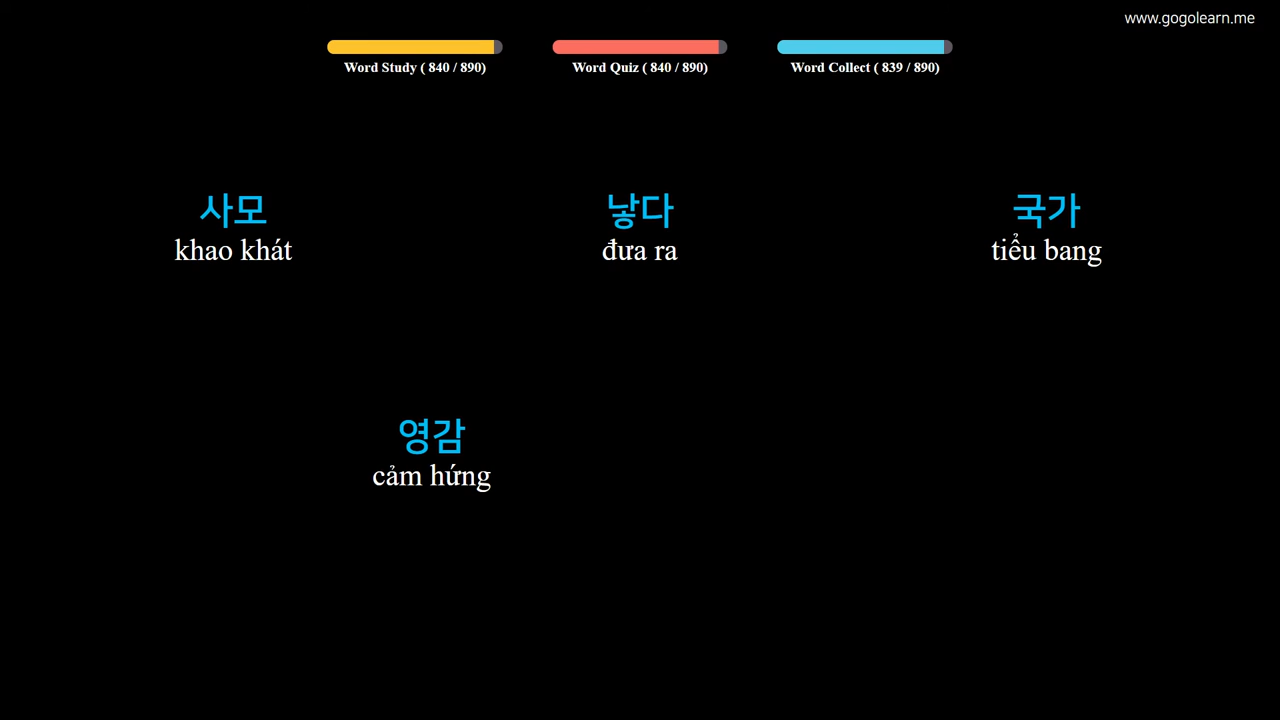 www.gogolearn.me
Word Study ( 840 / 890)
Word Quiz ( 840 / 890)
Word Collect ( 839 / 890)
사모
khao khát
낳다
đưa ra
국가
tiểu bang
영감
cảm hứng